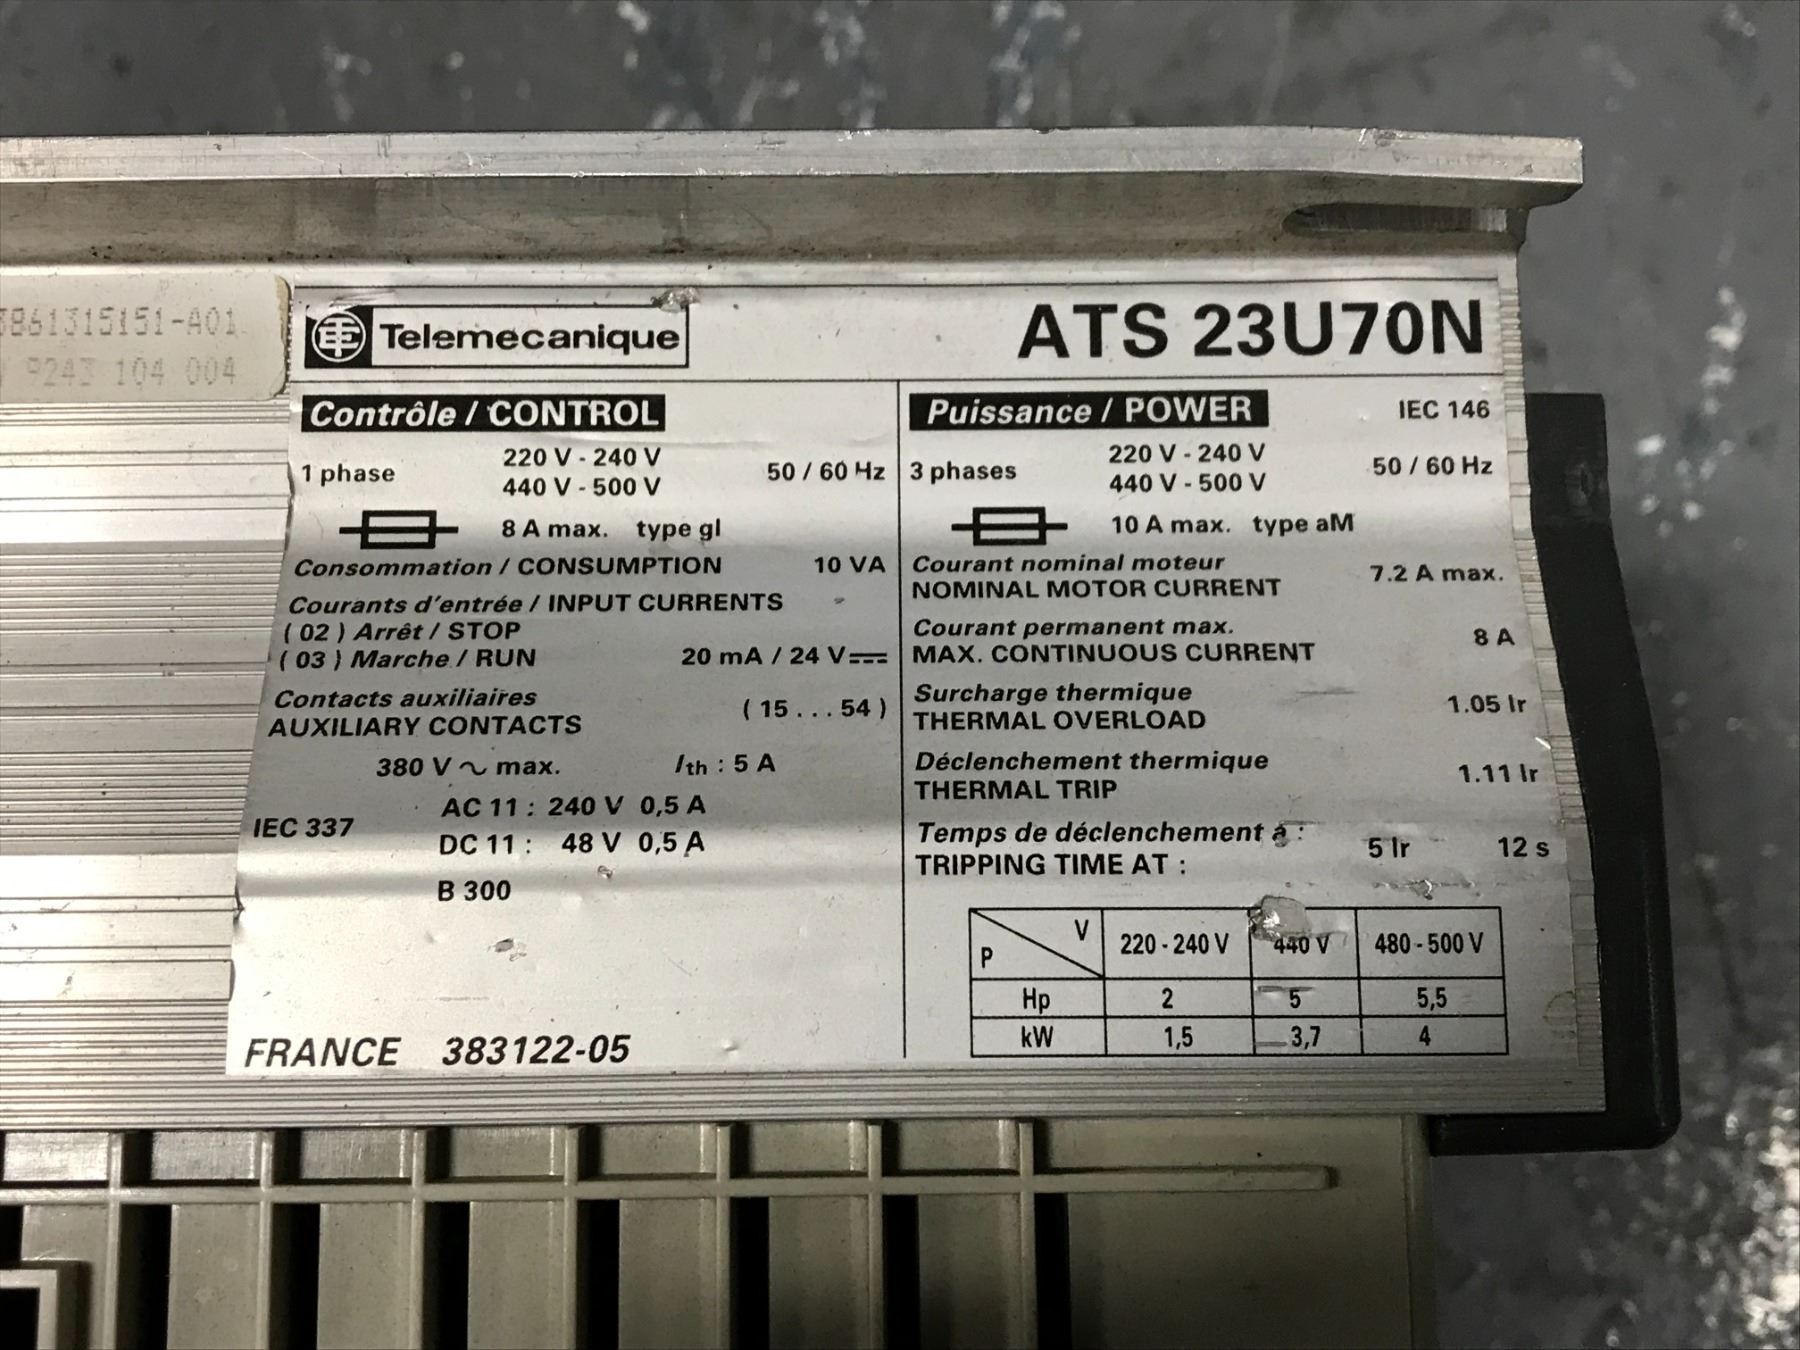 3861315151-A01
9243 104 004
Telemecanique
ATS 23U70N
Contrôle / CONTROL
1 phase
220 V - 240 V
440 V - 500 V
50 / 60 Hz
8 A max. type gI
Consommation / CONSUMPTION 10 VA
Courants d'entrée / INPUT CURRENTS
( 02 ) Arrêt / STOP
( 03 ) Marche / RUN 20 mA / 24 V⎓
Contacts auxiliaires
AUXILIARY CONTACTS
( 15 . . . 54 )
380 V ∼ max. Ith : 5 A
AC 11 : 240 V 0,5 A
IEC 337
DC 11 : 48 V 0,5 A
B 300
FRANCE 383122-05
Puissance / POWER IEC 146
3 phases
220 V - 240 V
440 V - 500 V
50 / 60 Hz
10 A max. type aM
Courant nominal moteur
NOMINAL MOTOR CURRENT
7.2 A max.
Courant permanent max.
MAX. CONTINUOUS CURRENT
8 A
Surcharge thermique
THERMAL OVERLOAD
1.05 Ir
Déclenchement thermique
THERMAL TRIP
1.11 Ir
Temps de déclenchement à :
TRIPPING TIME AT :
5 Ir 12 s
P V 220 - 240 V 440 V 480 - 500 V
Hp 2 5 5,5
kW 1,5 3,7 4